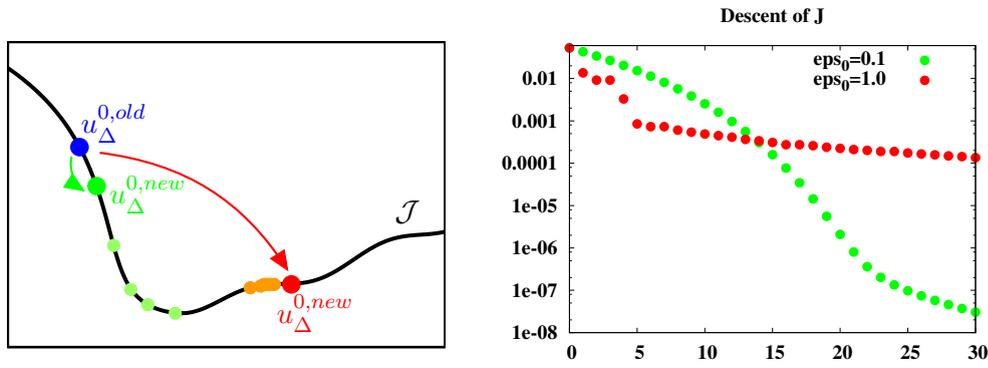 u_Δ^{0,old}
u_Δ^{0,new}
𝒥
u_Δ^{0,new}
Descent of J
eps₀=0.1
eps₀=1.0
0.01
0.001
0.0001
1e-05
1e-06
1e-07
1e-08
0 5 10 15 20 25 30